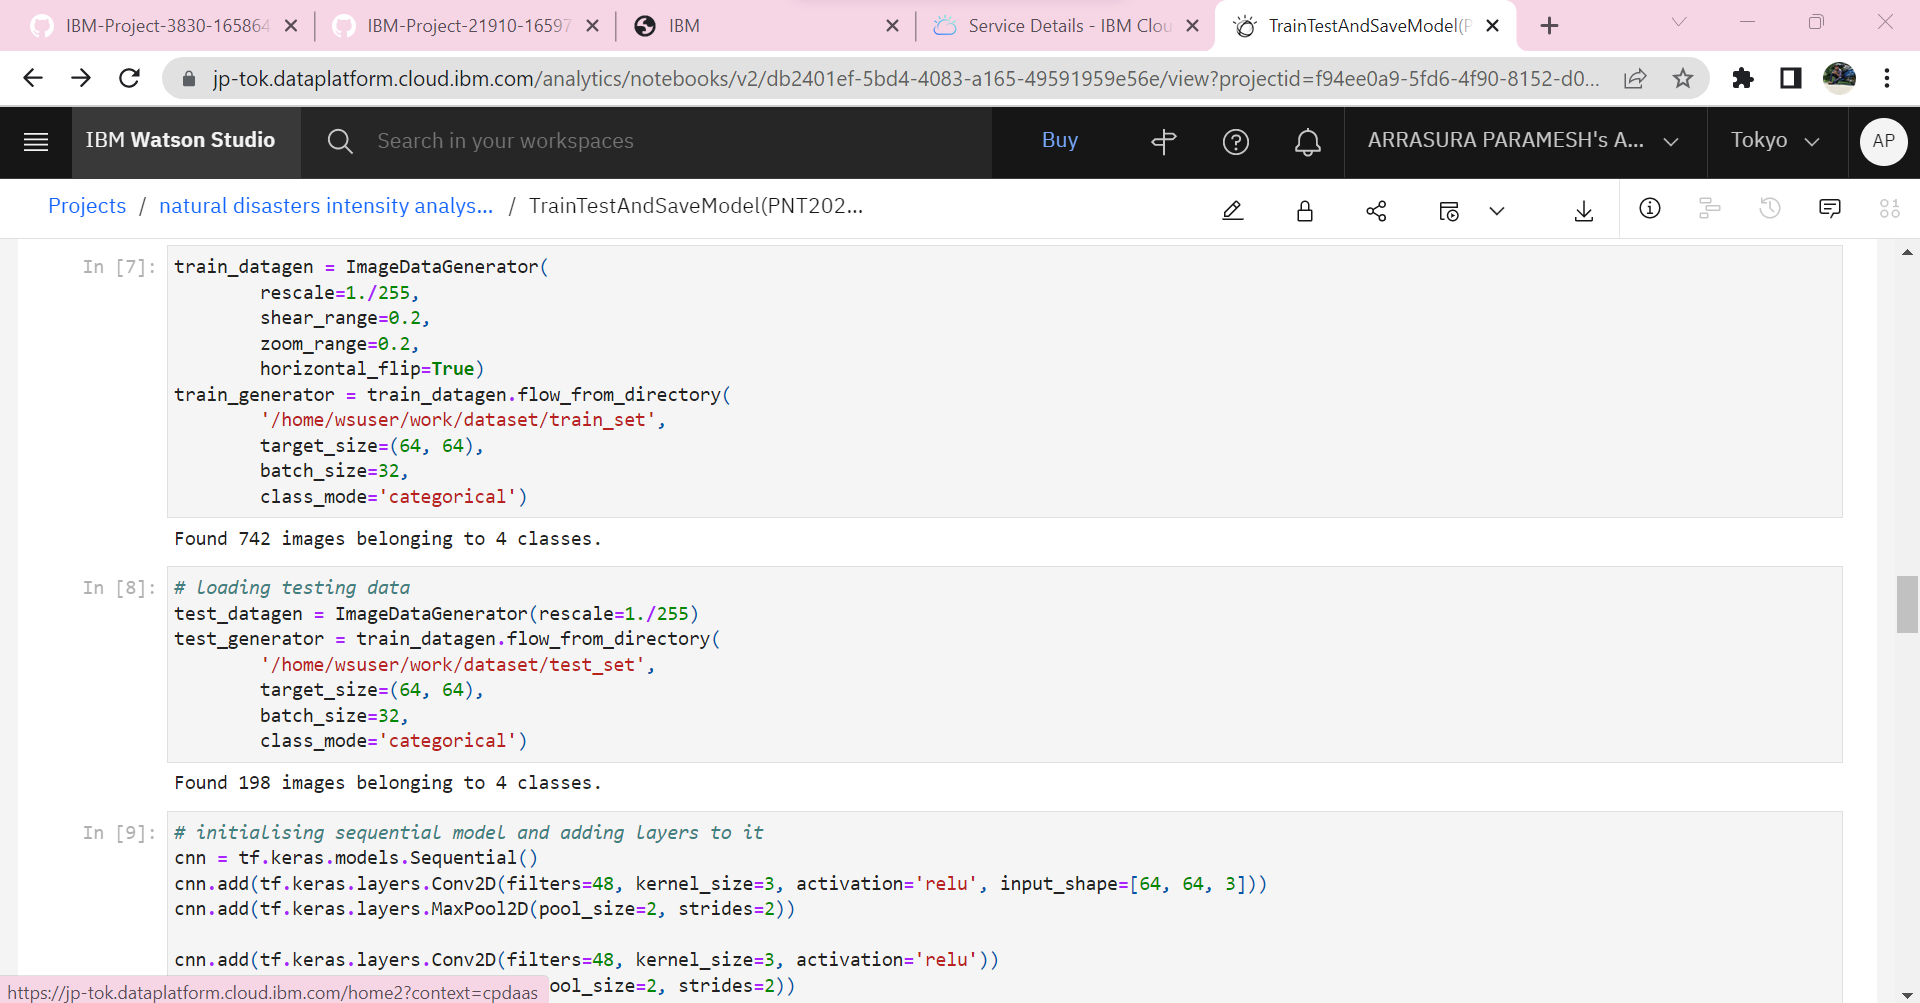 IBM-Project-3830-165864
IBM-Project-21910-16597
IBM
Service Details - IBM Clou
TrainTestAndSaveModel(P
jp-tok.dataplatform.cloud.ibm.com/analytics/notebooks/v2/db2401ef-5bd4-4083-a165-49591959e56e/view?projectid=f94ee0a9-5fd6-4f90-8152-d0...
IBM Watson Studio
Search in your workspaces
Buy
ARRASURA PARAMESH's A...
Tokyo
AP
Projects / natural disasters intensity analys... / TrainTestAndSaveModel(PNT202...
In [7]: train_datagen = ImageDataGenerator(
rescale=1./255,
shear_range=0.2,
zoom_range=0.2,
horizontal_flip=True)
train_generator = train_datagen.flow_from_directory(
'/home/wsuser/work/dataset/train_set',
target_size=(64, 64),
batch_size=32,
class_mode='categorical')
Found 742 images belonging to 4 classes.
In [8]: # loading testing data
test_datagen = ImageDataGenerator(rescale=1./255)
test_generator = train_datagen.flow_from_directory(
'/home/wsuser/work/dataset/test_set',
target_size=(64, 64),
batch_size=32,
class_mode='categorical')
Found 198 images belonging to 4 classes.
In [9]: # initialising sequential model and adding layers to it
cnn = tf.keras.models.Sequential()
cnn.add(tf.keras.layers.Conv2D(filters=48, kernel_size=3, activation='relu', input_shape=[64, 64, 3]))
cnn.add(tf.keras.layers.MaxPool2D(pool_size=2, strides=2))
cnn.add(tf.keras.layers.Conv2D(filters=48, kernel_size=3, activation='relu'))
ool_size=2, strides=2))
https://jp-tok.dataplatform.cloud.ibm.com/home2?context=cpdaas